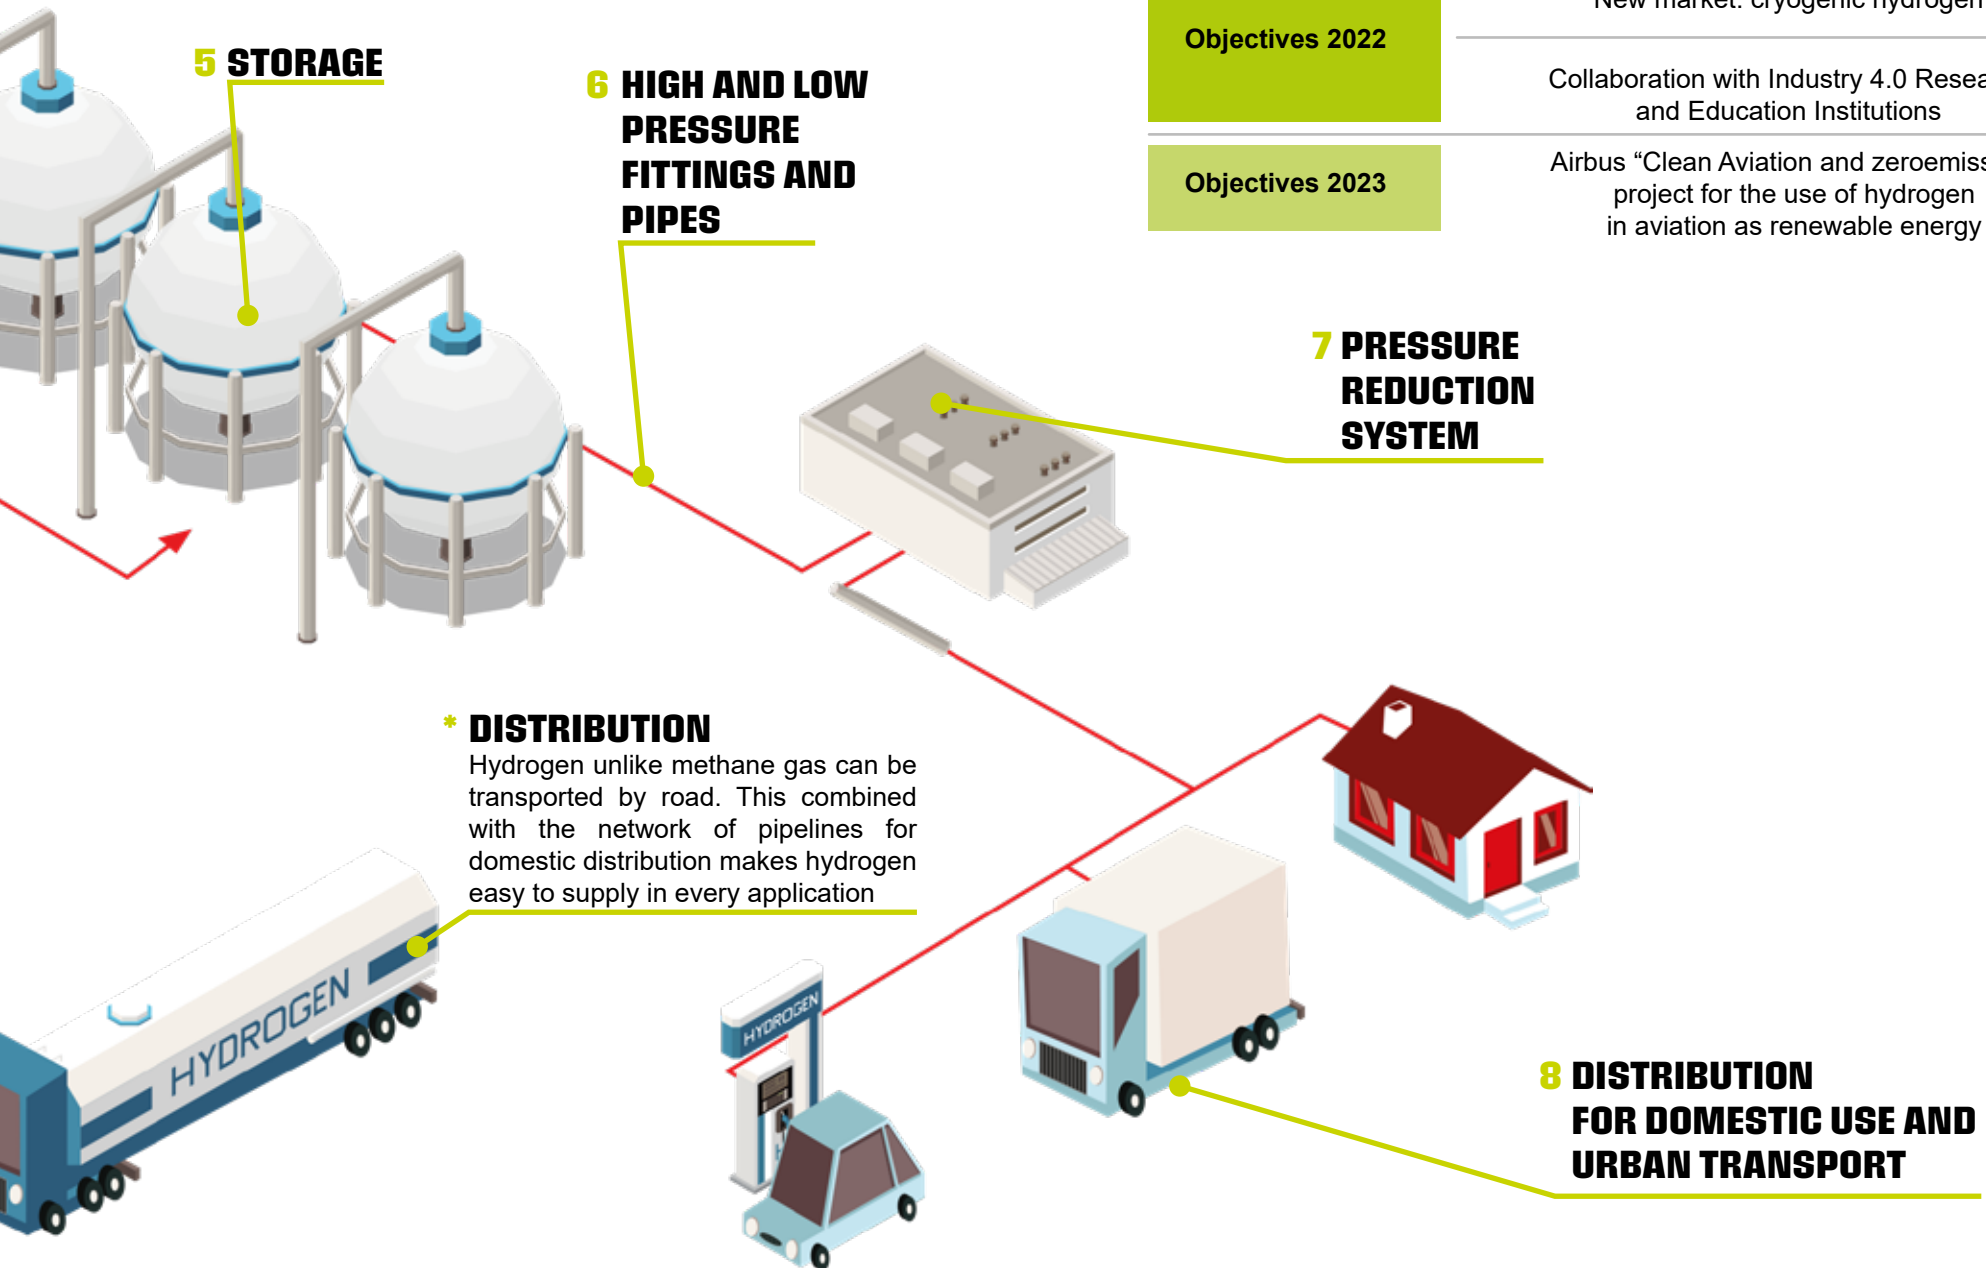 5 STORAGE
6 HIGH AND LOW
PRESSURE
FITTINGS AND
PIPES
New market: cryogenic hydrogen
Objectives 2022
Collaboration with Industry 4.0
and Education Institutions
Objectives 2023
Airbus “Clean Aviation and
project for the use of hydrogen
in aviation as renewable energy
7 PRESSURE
REDUCTION
SYSTEM
* DISTRIBUTION
Hydrogen unlike methane gas can be
transported by road. This combined
with the network of pipelines for
domestic distribution makes hydrogen
easy to supply in every application
HYDROGEN
HYDROGEN
8 DISTRIBUTION
FOR DOMESTIC USE AND
URBAN TRANSPORT